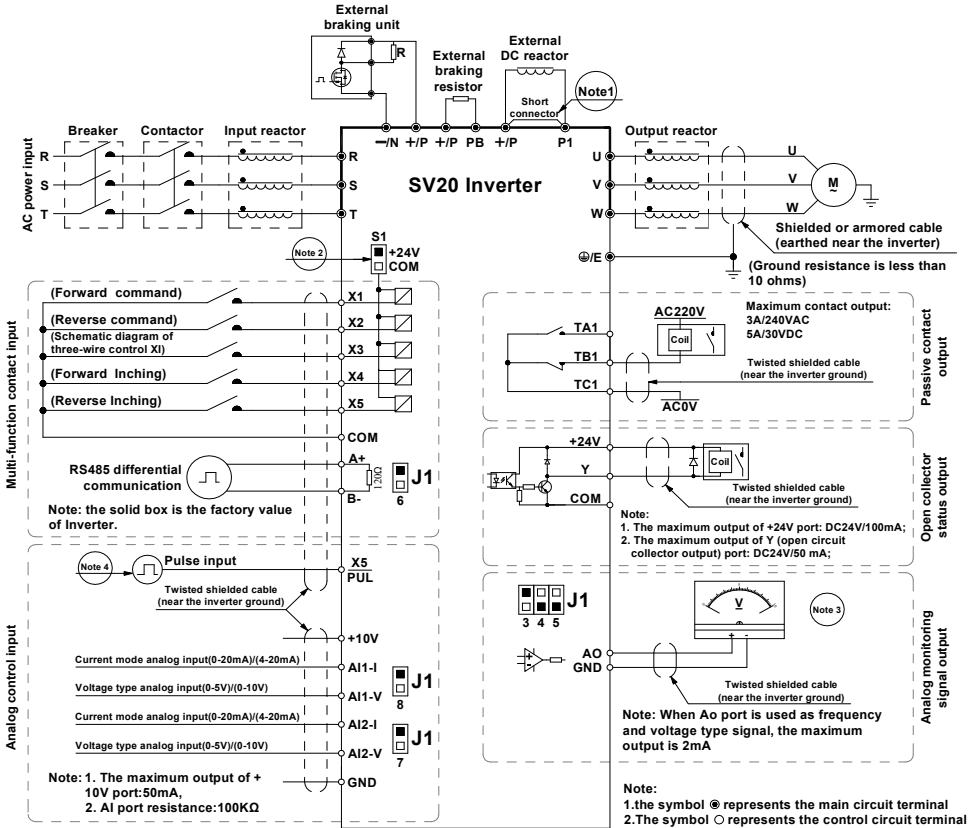 External
braking unit
R
External
braking
resistor
External
DC reactor
Short
connector
Note1
−/N +/P +/P PB +/P P1
Breaker Contactor Input reactor
AC power input
R
S
T
R
S
T
SV20 Inverter
Output reactor
U
V
W
U
V
W
M
~
Shielded or armored cable
(earthed near the inverter)
/E
(Ground resistance is less than
10 ohms)
Note 2
S1
+24V
COM
Multi-function contact input
(Forward command)
X1
(Reverse command)
X2
(Schematic diagram of
three-wire control XI)
X3
(Forward Inching)
X4
(Reverse Inching)
X5
COM
RS485 differential
communication
A+
B-
120Ω
J1
6
Note: the solid box is the factory value
of Inverter.
Analog control input
Note 4
Pulse input
X5
PUL
Twisted shielded cable
(near the inverter ground)
+10V
Current mode analog input(0-20mA)/(4-20mA)
AI1-I
Voltage type analog input(0-5V)/(0-10V)
AI1-V
J1
8
Current mode analog input(0-20mA)/(4-20mA)
AI2-I
Voltage type analog input(0-5V)/(0-10V)
AI2-V
J1
7
GND
Note: 1. The maximum output of +
10V port:50mA,
2. AI port resistance:100KΩ
Passive contact
output
TA1
TB1
TC1
AC220V
Coil
AC0V
Maximum contact output:
3A/240VAC
5A/30VDC
Twisted shielded cable
(near the inverter ground)
Open collector
status output
+24V
Y
COM
Coil
Twisted shielded cable
(near the inverter ground)
Note:
1. The maximum output of +24V port: DC24V/100mA;
2. The maximum output of Y (open circuit
collector output) port: DC24V/50 mA;
Analog monitoring
signal output
J1
3 4 5
V
+ -
Note 3
AO
GND
Twisted shielded cable
(near the inverter ground)
Note: When Ao port is used as frequency
and voltage type signal, the maximum
output is 2mA
Note:
1.the symbol ◉ represents the main circuit terminal
2.The symbol ○ represents the control circuit terminal